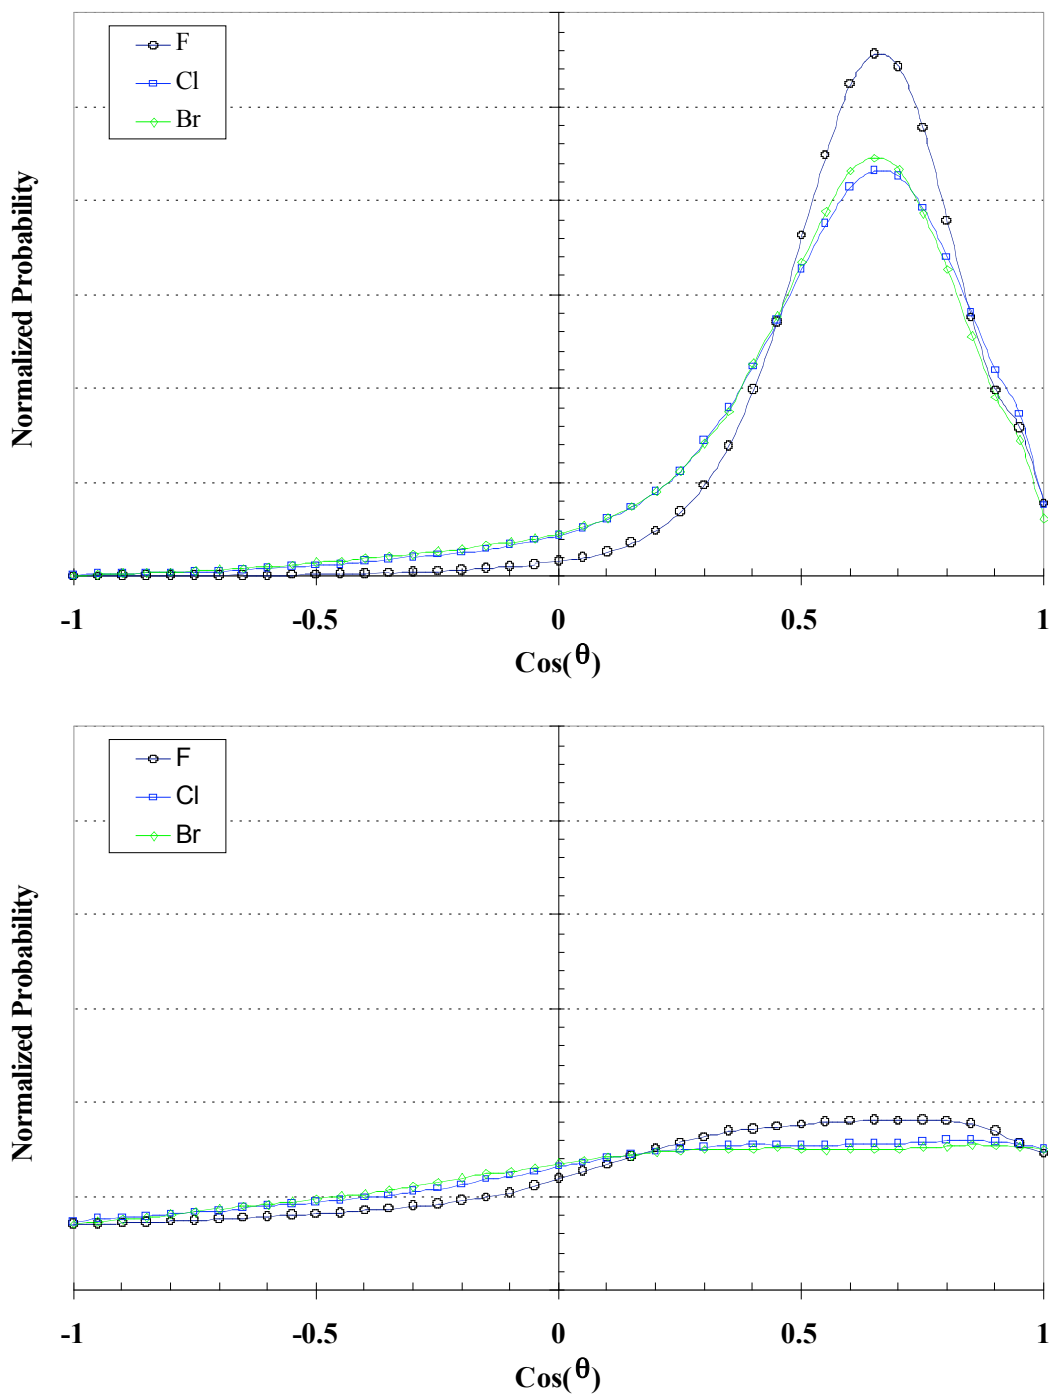 F
Cl
Br
Normalized Probability
-1 -0.5 0 0.5 1
Cos(θ)
F
Cl
Br
Normalized Probability
-1 -0.5 0 0.5 1
Cos(θ)